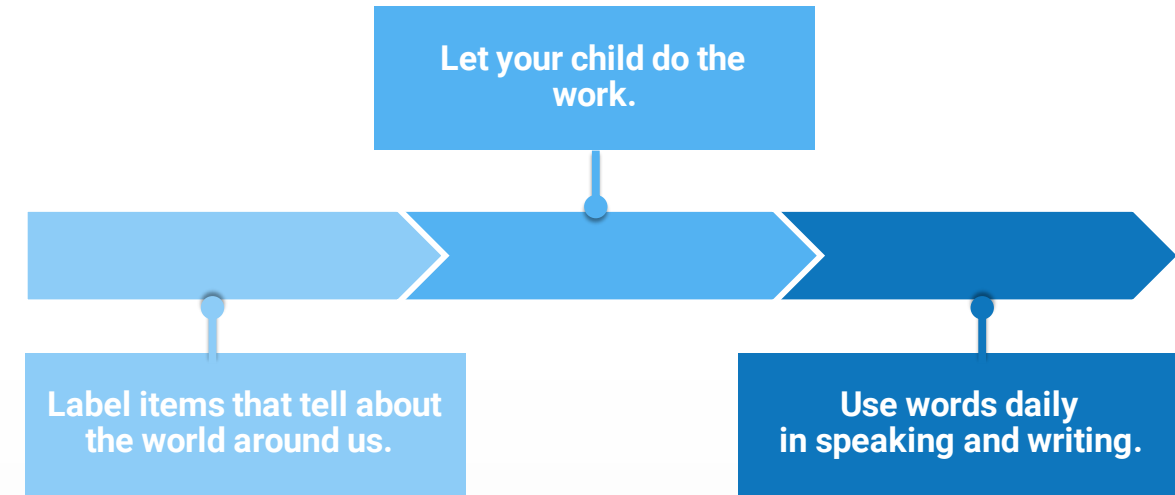 Let your child do the
work.
Label items that tell about
the world around us.
Use words daily
in speaking and writing.